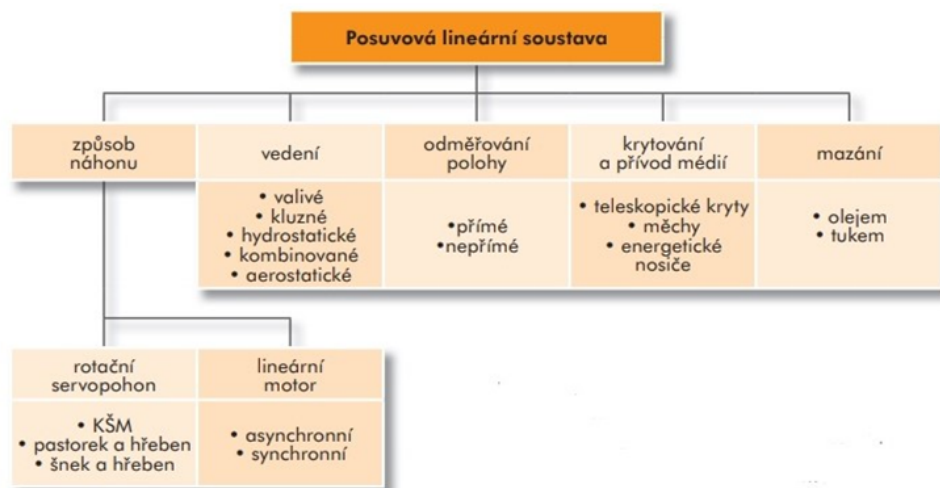 Posuvová lineární soustava
způsob
náhonu
vedení
• valivé
• kluzné
• hydrostatické
• kombinované
• aerostatické
odměřování
polohy
•přímé
•nepřímé
krytování
a přívod médií
• teleskopické kryty
• měchy
• energetické
nosiče
mazání
• olejem
• tukem
rotační
servopohon
• KŠM
• pastorek a hřeben
• šnek a hřeben
lineární
motor
• asynchronní
• synchronní